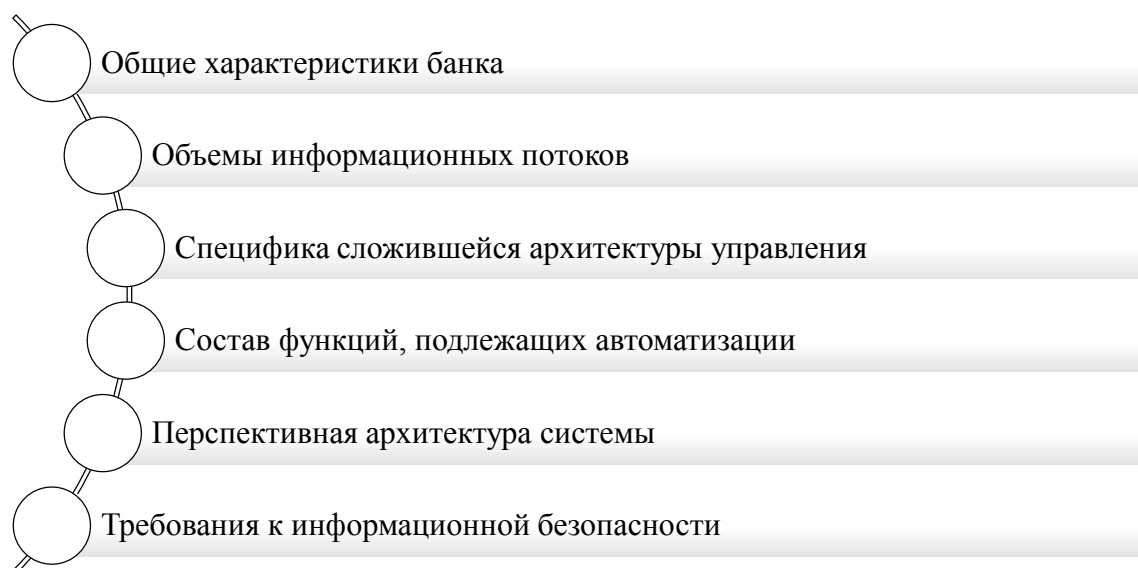 Общие характеристики банка
Объемы информационных потоков
Специфика сложившейся архитектуры управления
Состав функций, подлежащих автоматизации
Перспективная архитектура системы
Требования к информационной безопасности